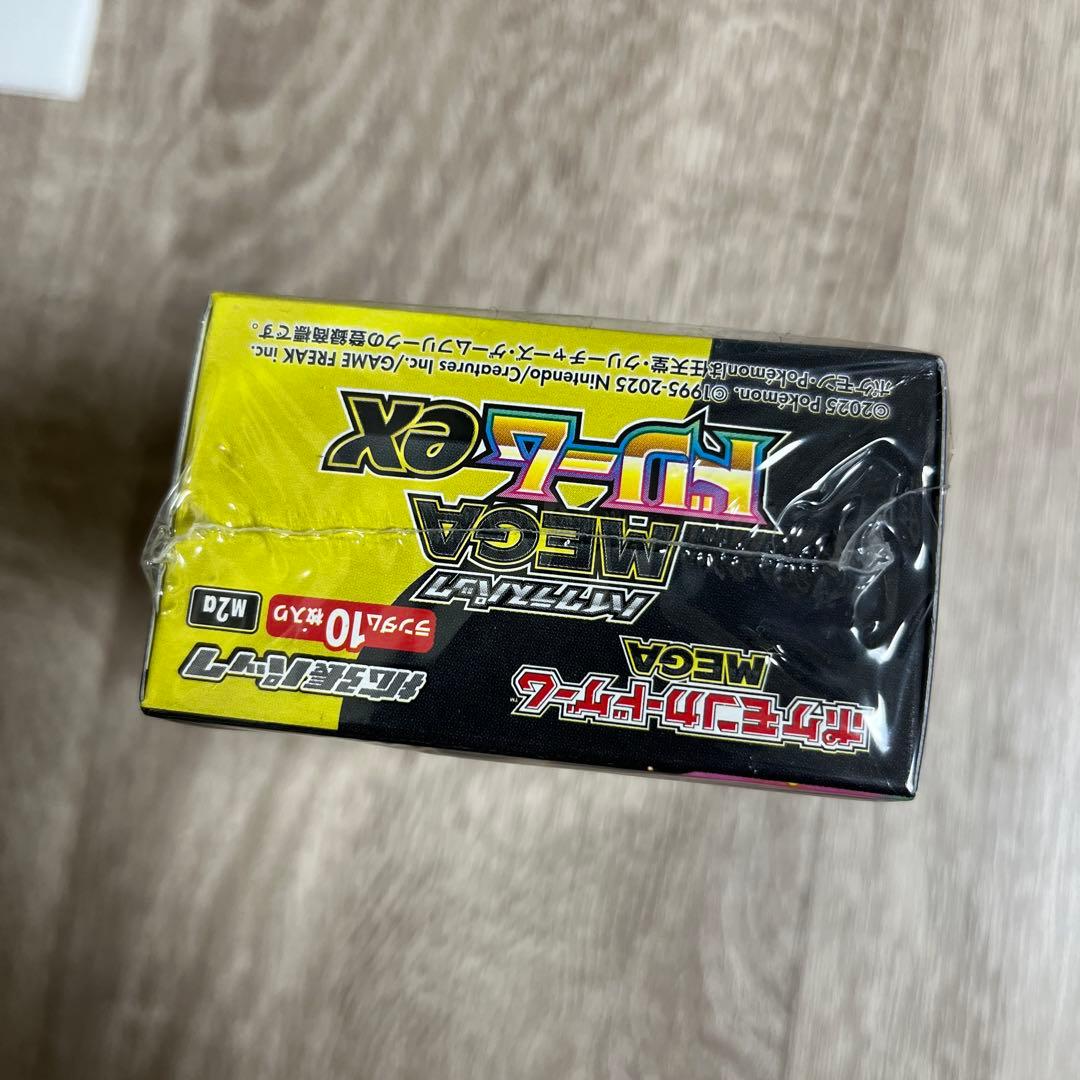 ポケモンカードゲーム™
MEGA
拡張パック
ハイクラスパック
ランダム10枚入り
M2a
MEGA
ドリームex
©2025 Pokémon. ©1995-2025 Nintendo/Creatures Inc./GAME FREAK inc.
ポケモン・Pokémonは任天堂・クリーチャーズ・ゲームフリークの登録商標です。